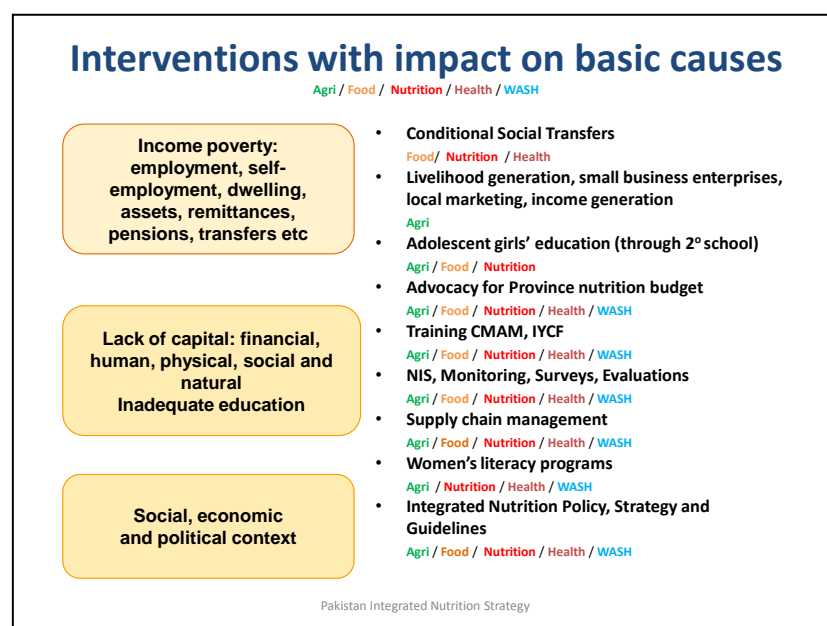 Interventions with impact on basic causes
Agri / Food / Nutrition / Health / WASH
Income poverty:
employment, self-
employment, dwelling,
assets, remittances,
pensions, transfers etc
Lack of capital: financial,
human, physical, social and
natural
Inadequate education
Social, economic
and political context
• Conditional Social Transfers
Food/ Nutrition / Health
• Livelihood generation, small business enterprises,
local marketing, income generation
Agri
• Adolescent girls' education (through 2º school)
Agri / Food / Nutrition
• Advocacy for Province nutrition budget
Agri / Food / Nutrition / Health / WASH
• Training CMAM, IYCF
Agri / Food / Nutrition / Health / WASH
• NIS, Monitoring, Surveys, Evaluations
Agri / Food / Nutrition / Health / WASH
• Supply chain management
Agri / Food / Nutrition / Health / WASH
• Women's literacy programs
Agri / Nutrition / Health / WASH
• Integrated Nutrition Policy, Strategy and
Guidelines
Agri / Food / Nutrition / Health / WASH
Pakistan Integrated Nutrition Strategy